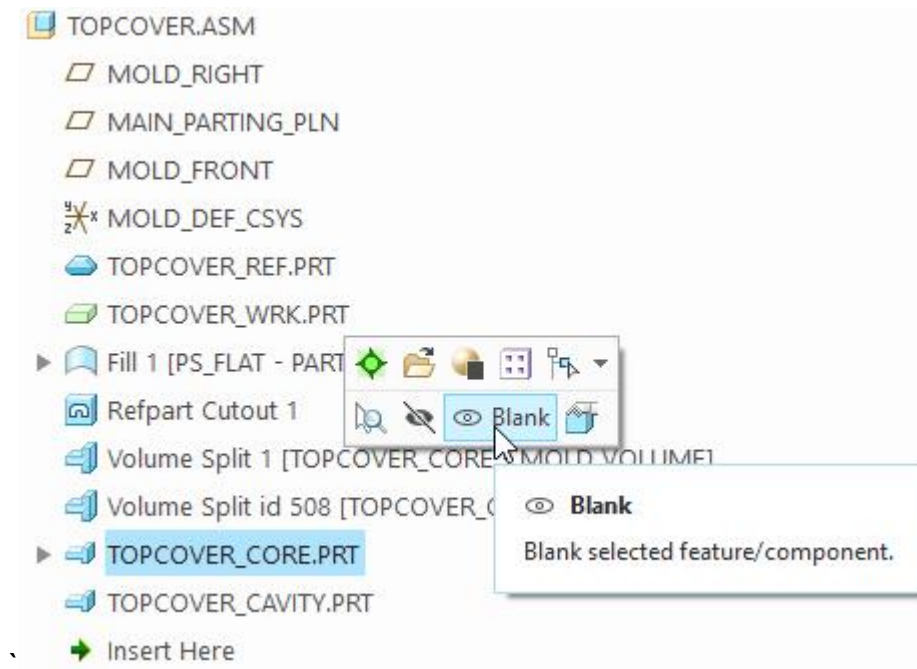 TOPCOVER.ASM
MOLD_RIGHT
MAIN_PARTING_PLN
MOLD_FRONT
MOLD_DEF_CSYS
TOPCOVER_REF.PRT
TOPCOVER_WRK.PRT
Fill 1 [PS_FLAT - PART
Refpart Cutout 1
Blank
Volume Split 1 [TOPCOVER_CORE - MOLD VOLUME]
Volume Split id 508 [TOPCOVER_C
Blank
TOPCOVER_CORE.PRT
Blank selected feature/component.
TOPCOVER_CAVITY.PRT
Insert Here